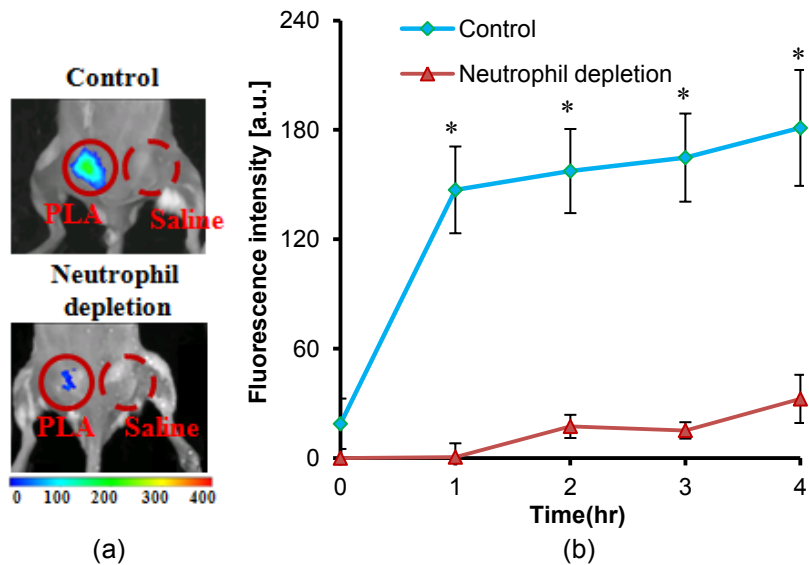 Control
PLA
Saline
Neutrophil
depletion
PLA
Saline
0 100 200 300 400
(a)
Control
Neutrophil depletion
Fluorescence intensity [a.u.]
240
180
120
60
0
*
*
*
*
0 1 2 3 4
Time(hr)
(b)